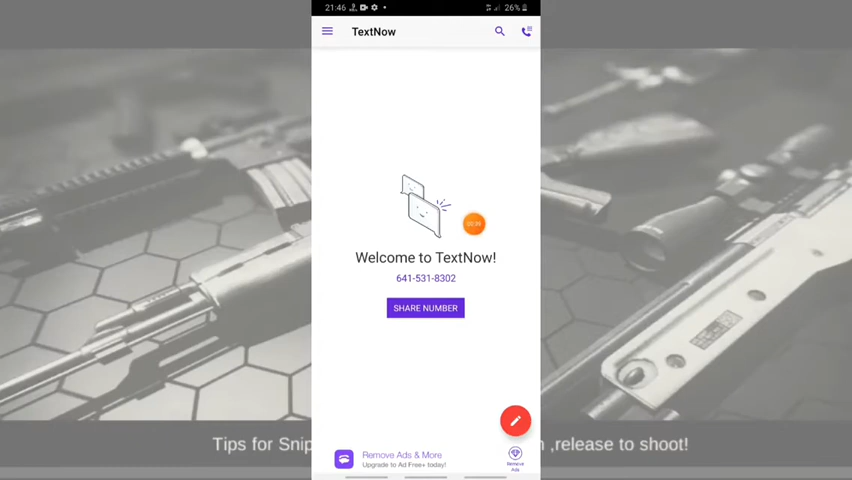 21:46
26%
TextNow
Welcome to TextNow!
641-531-8302
SHARE NUMBER
Tips for Snip
,release to shoot!
Remove Ads & More
Upgrade to Ad Free+ today!
Remove
Ads